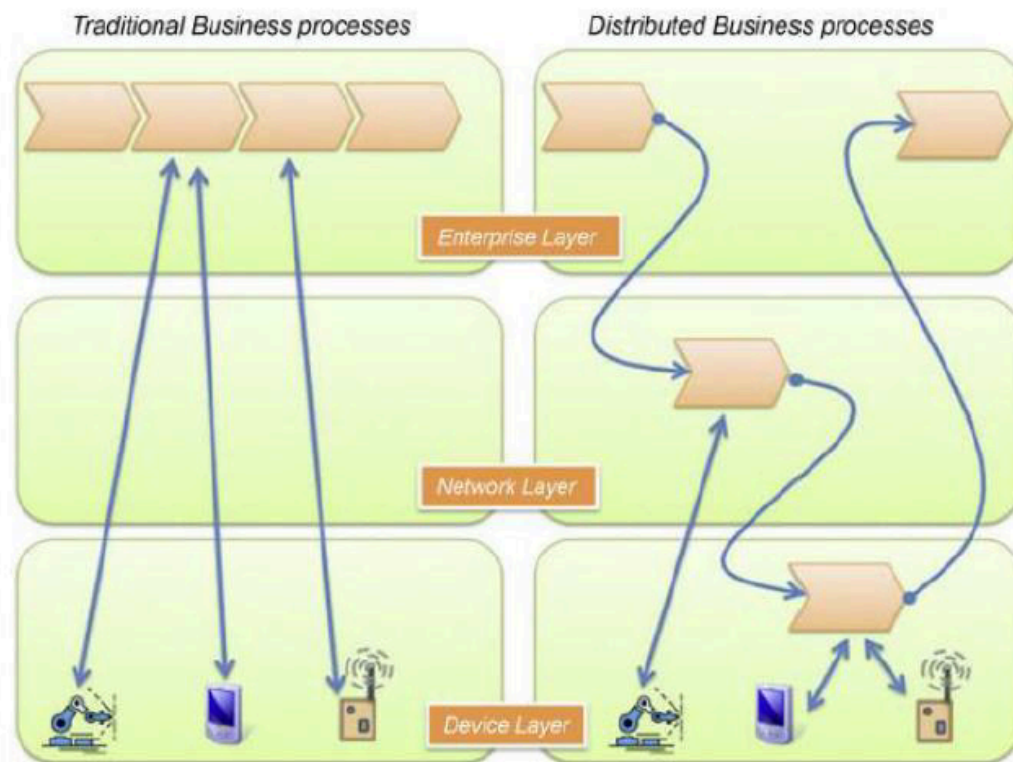 Traditional Business processes
Distributed Business processes
Enterprise Layer
Network Layer
Device Layer